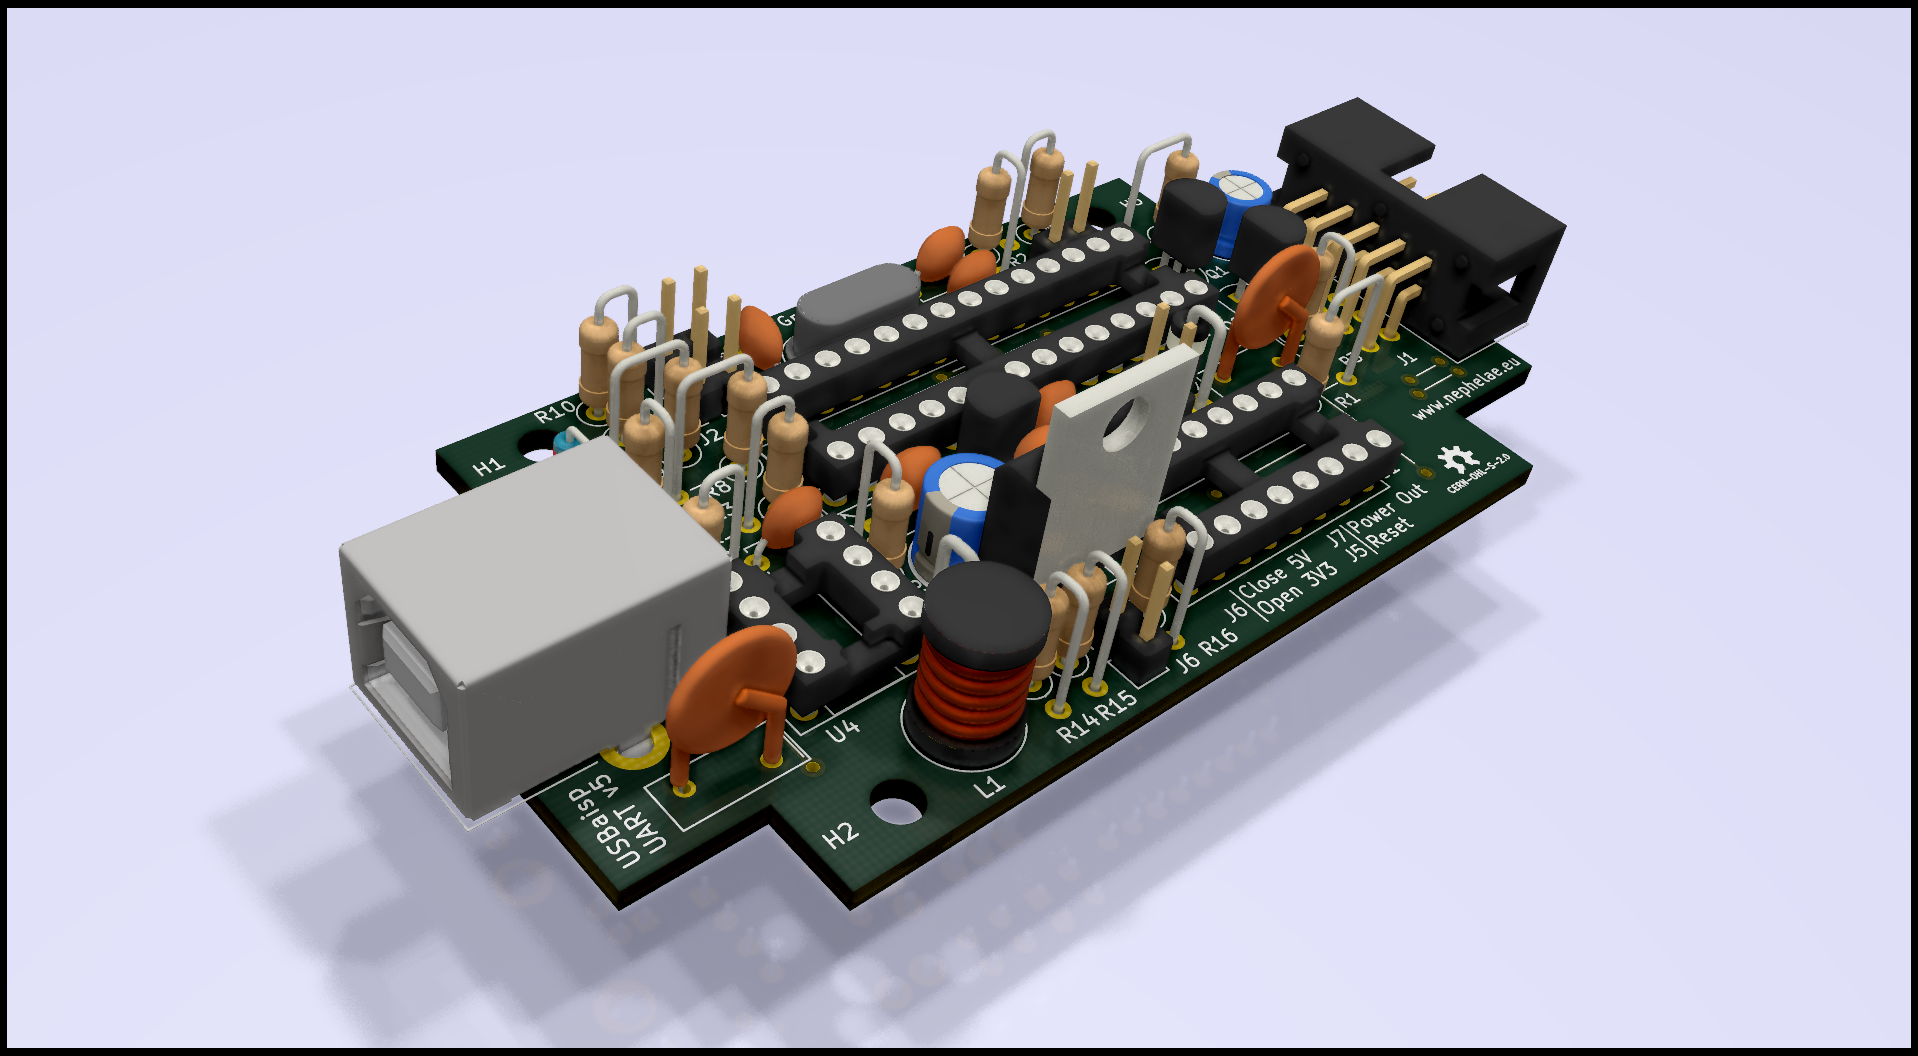 R10
H1
J2
R8
Q1
J1
R1
www.nephelae.eu
CERN-OHL-S-2.0
J7|Power Out
J5|Reset
J6|Close 5V
|Open 3V3
J6
R16
R15
R14
L1
U4
H2
USBaisp
UART v5